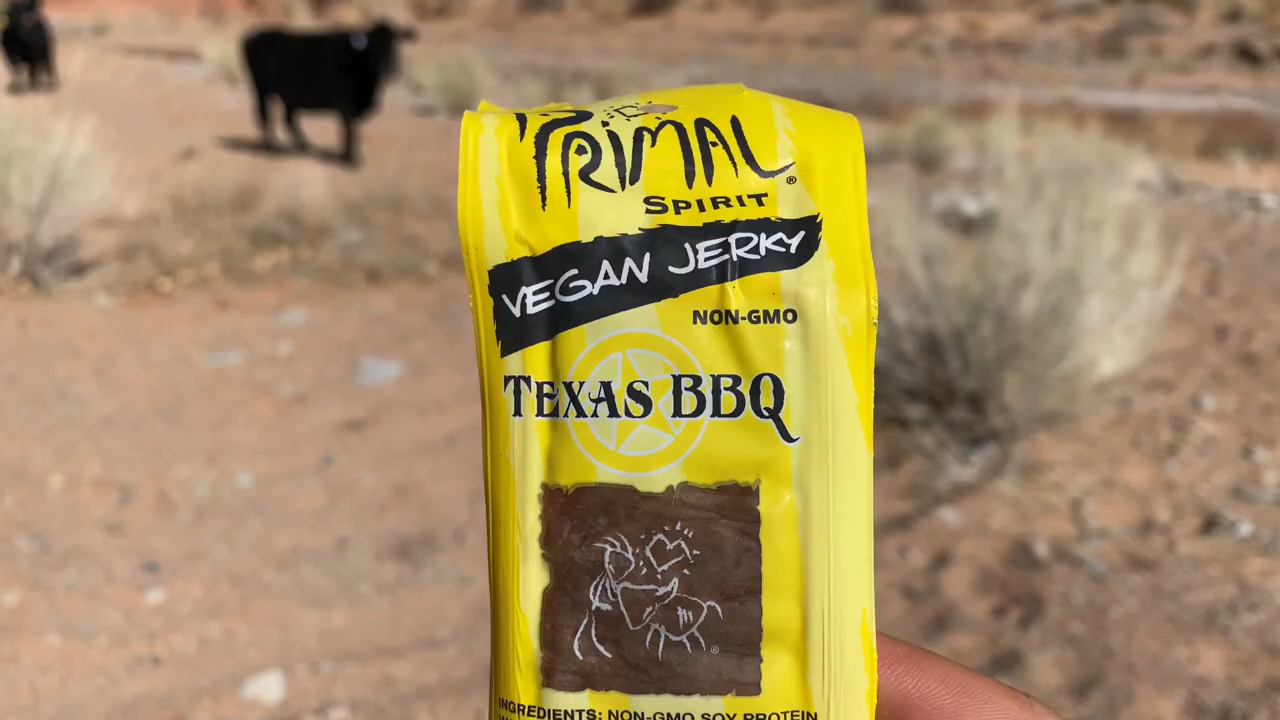 PRIMAL®
SPIRIT
VEGAN JERKY
NON-GMO
TEXAS BBQ
®
INGREDIENTS: NON-GMO SOY PROTEIN